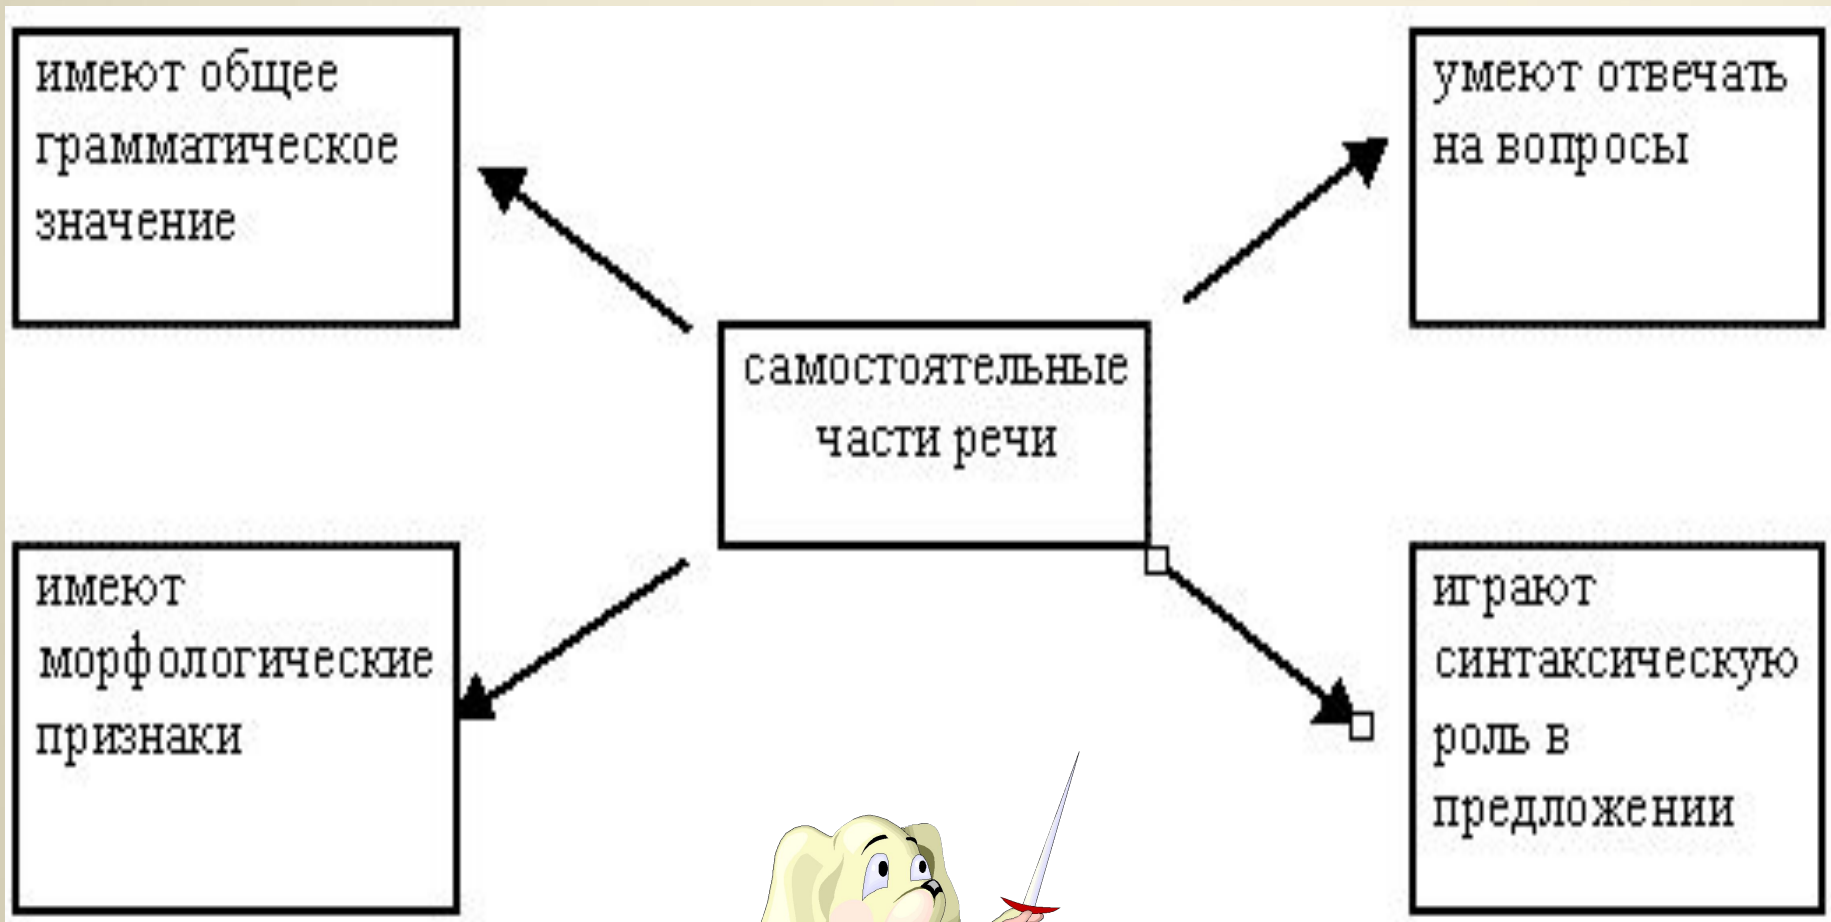 имеют общее
грамматическое
значение
умеют отвечать
на вопросы
самостоятельные
части речи
имеют
морфологические
признаки
играют
синтаксическую
роль в
предложении